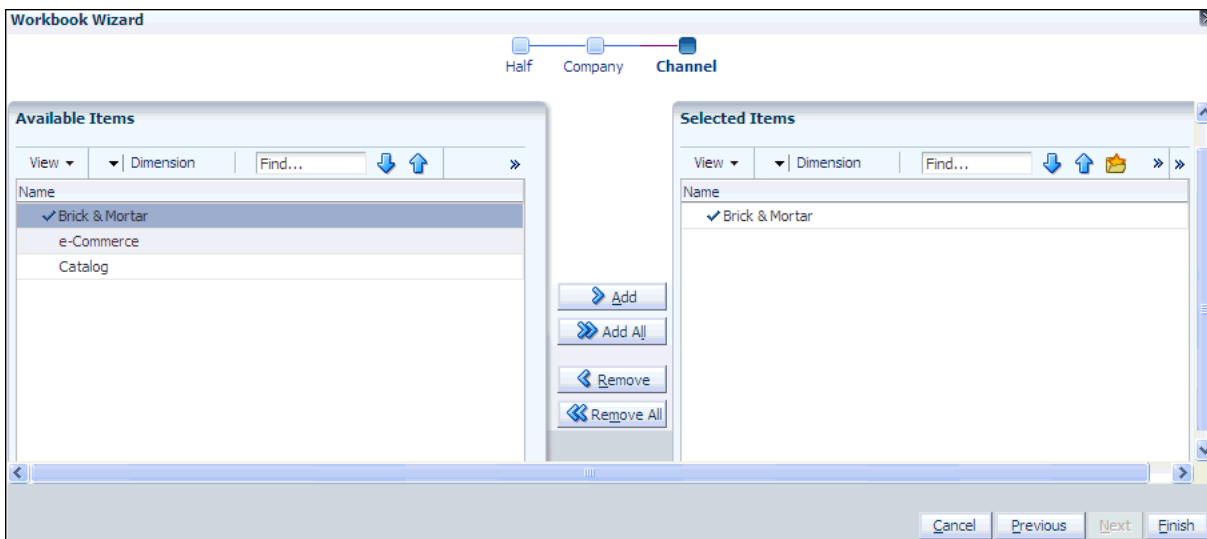 Workbook Wizard
Half Company Channel
Available Items
View Dimension Find... »
Name
Brick & Mortar
e-Commerce
Catalog
Add
Add All
Remove
Remove All
Selected Items
View Dimension Find... » »
Name
Brick & Mortar
Cancel Previous Next Finish